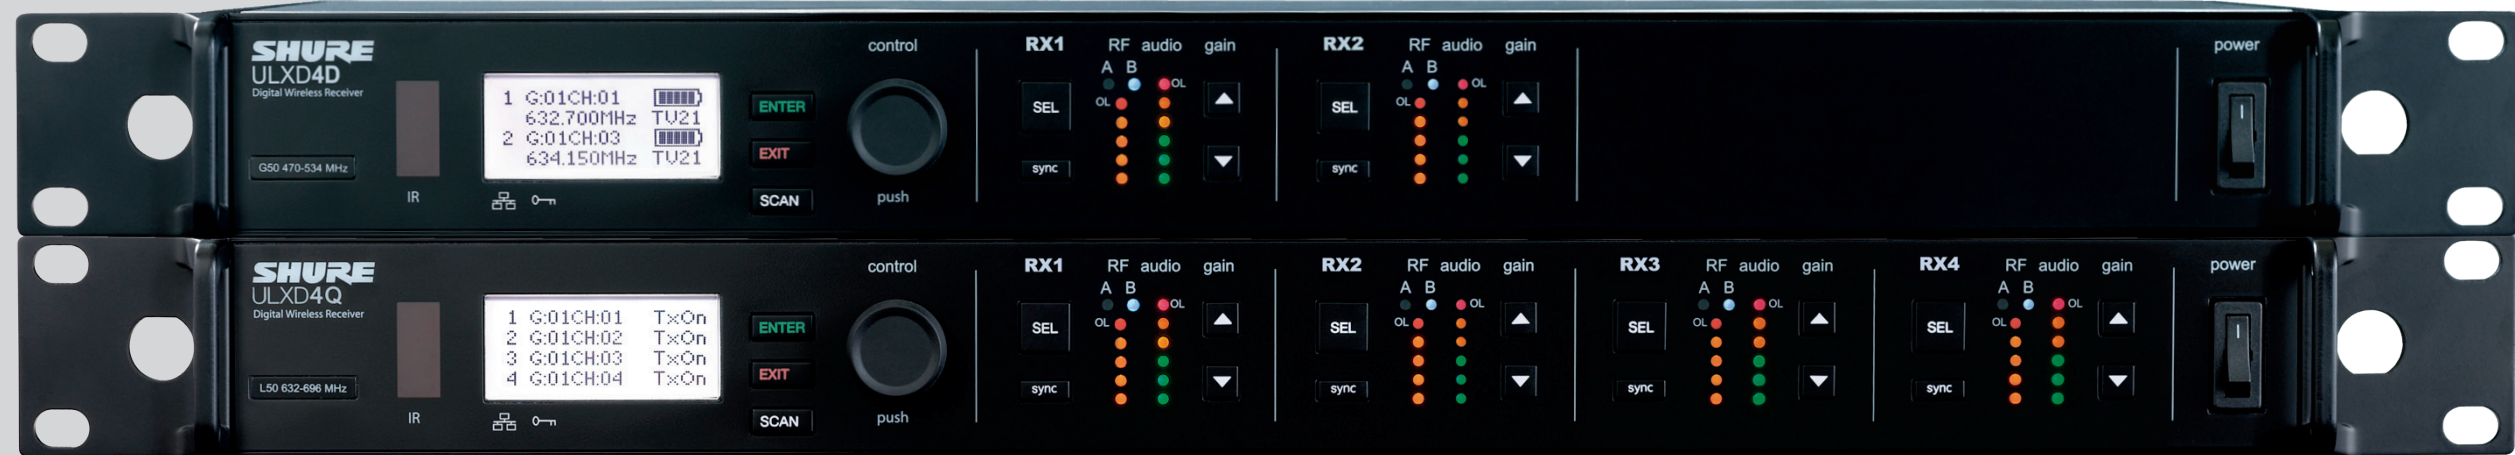 SHURE
ULXD4D
Digital Wireless Receiver
G50 470-534 MHz
IR
1 G:01CH:01
632.700MHz TV21
2 G:01CH:03
634.150MHz TV21
ENTER
EXIT
SCAN
control
push
RX1 RF audio gain
A B
OL
OL
SEL
sync
RX2 RF audio gain
A B
OL
OL
SEL
sync
power
SHURE
ULXD4Q
Digital Wireless Receiver
L50 632-696 MHz
IR
1 G:01CH:01 TxOn
2 G:01CH:02 TxOn
3 G:01CH:03 TxOn
4 G:01CH:04 TxOn
ENTER
EXIT
SCAN
control
push
RX1 RF audio gain
A B
OL
OL
SEL
sync
RX2 RF audio gain
A B
OL
OL
SEL
sync
RX3 RF audio gain
A B
OL
OL
SEL
sync
RX4 RF audio gain
A B
OL
OL
SEL
sync
power